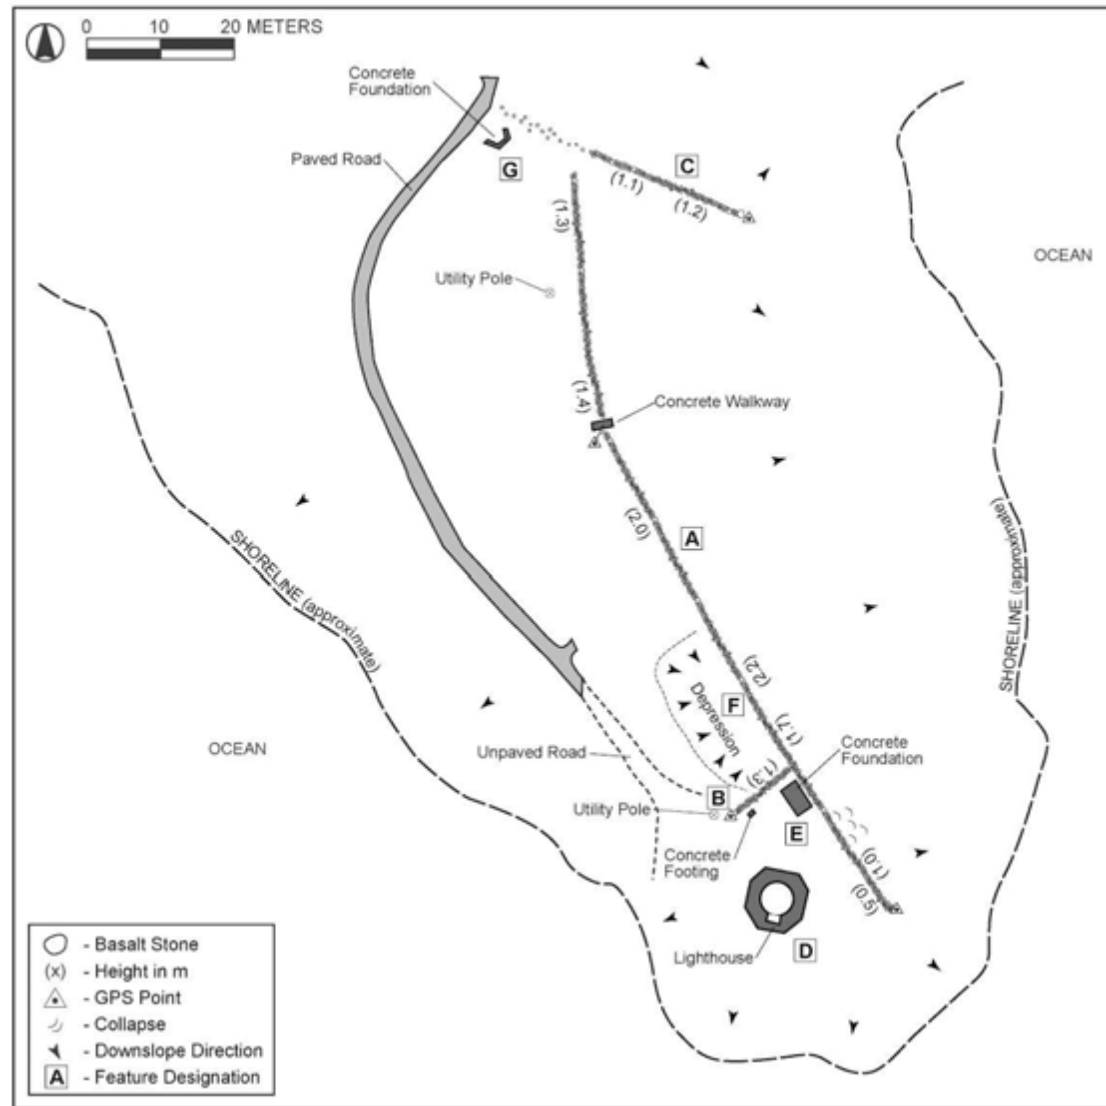 0 10 20 METERS
Concrete
Foundation
Paved Road
G
C
(1.1)
(1.2)
(1.3)
OCEAN
Utility Pole
(1.4)
Concrete Walkway
(2.0)
A
SHORELINE (approximate)
SHORELINE (approximate)
(2.2)
F
Depression
(1.7)
OCEAN
Unpaved Road
Concrete
Foundation
(1.3)
B
Utility Pole
E
Concrete
Footing
(1.0)
(0.5)
Lighthouse
D
- Basalt Stone
(x) - Height in m
- GPS Point
- Collapse
- Downslope Direction
A - Feature Designation